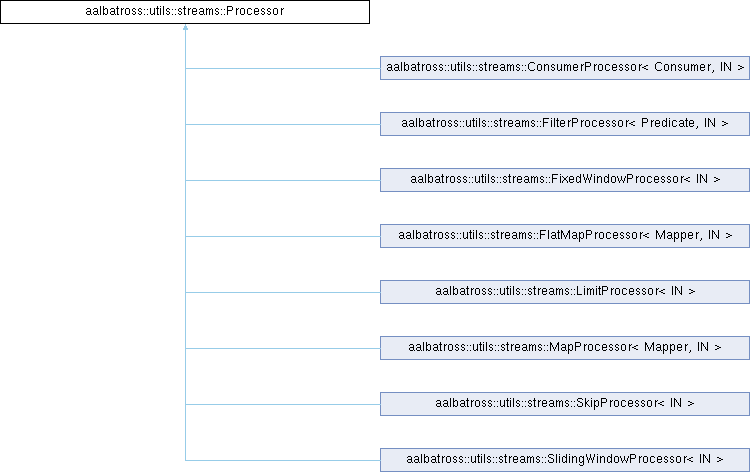 aalbatross::utils::streams::Processor
aalbatross::utils::streams::ConsumerProcessor< Consumer, IN >
aalbatross::utils::streams::FilterProcessor< Predicate, IN >
aalbatross::utils::streams::FixedWindowProcessor< IN >
aalbatross::utils::streams::FlatMapProcessor< Mapper, IN >
aalbatross::utils::streams::LimitProcessor< IN >
aalbatross::utils::streams::MapProcessor< Mapper, IN >
aalbatross::utils::streams::SkipProcessor< IN >
aalbatross::utils::streams::SlidingWindowProcessor< IN >